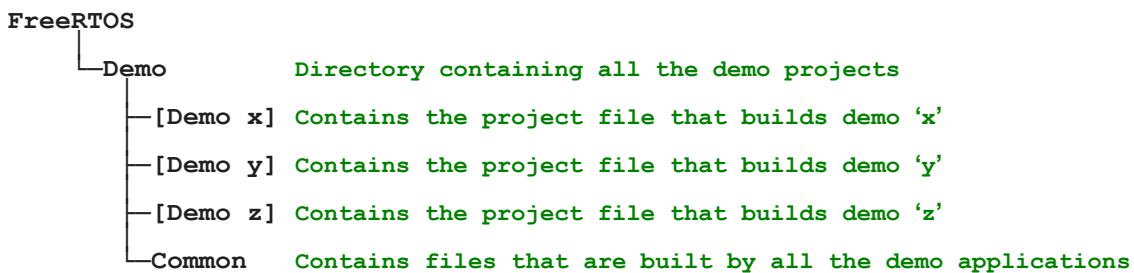 FreeRTOS
Demo Directory containing all the demo projects
[Demo x] Contains the project file that builds demo ‘x’
[Demo y] Contains the project file that builds demo ‘y’
[Demo z] Contains the project file that builds demo ‘z’
Common Contains files that are built by all the demo applications